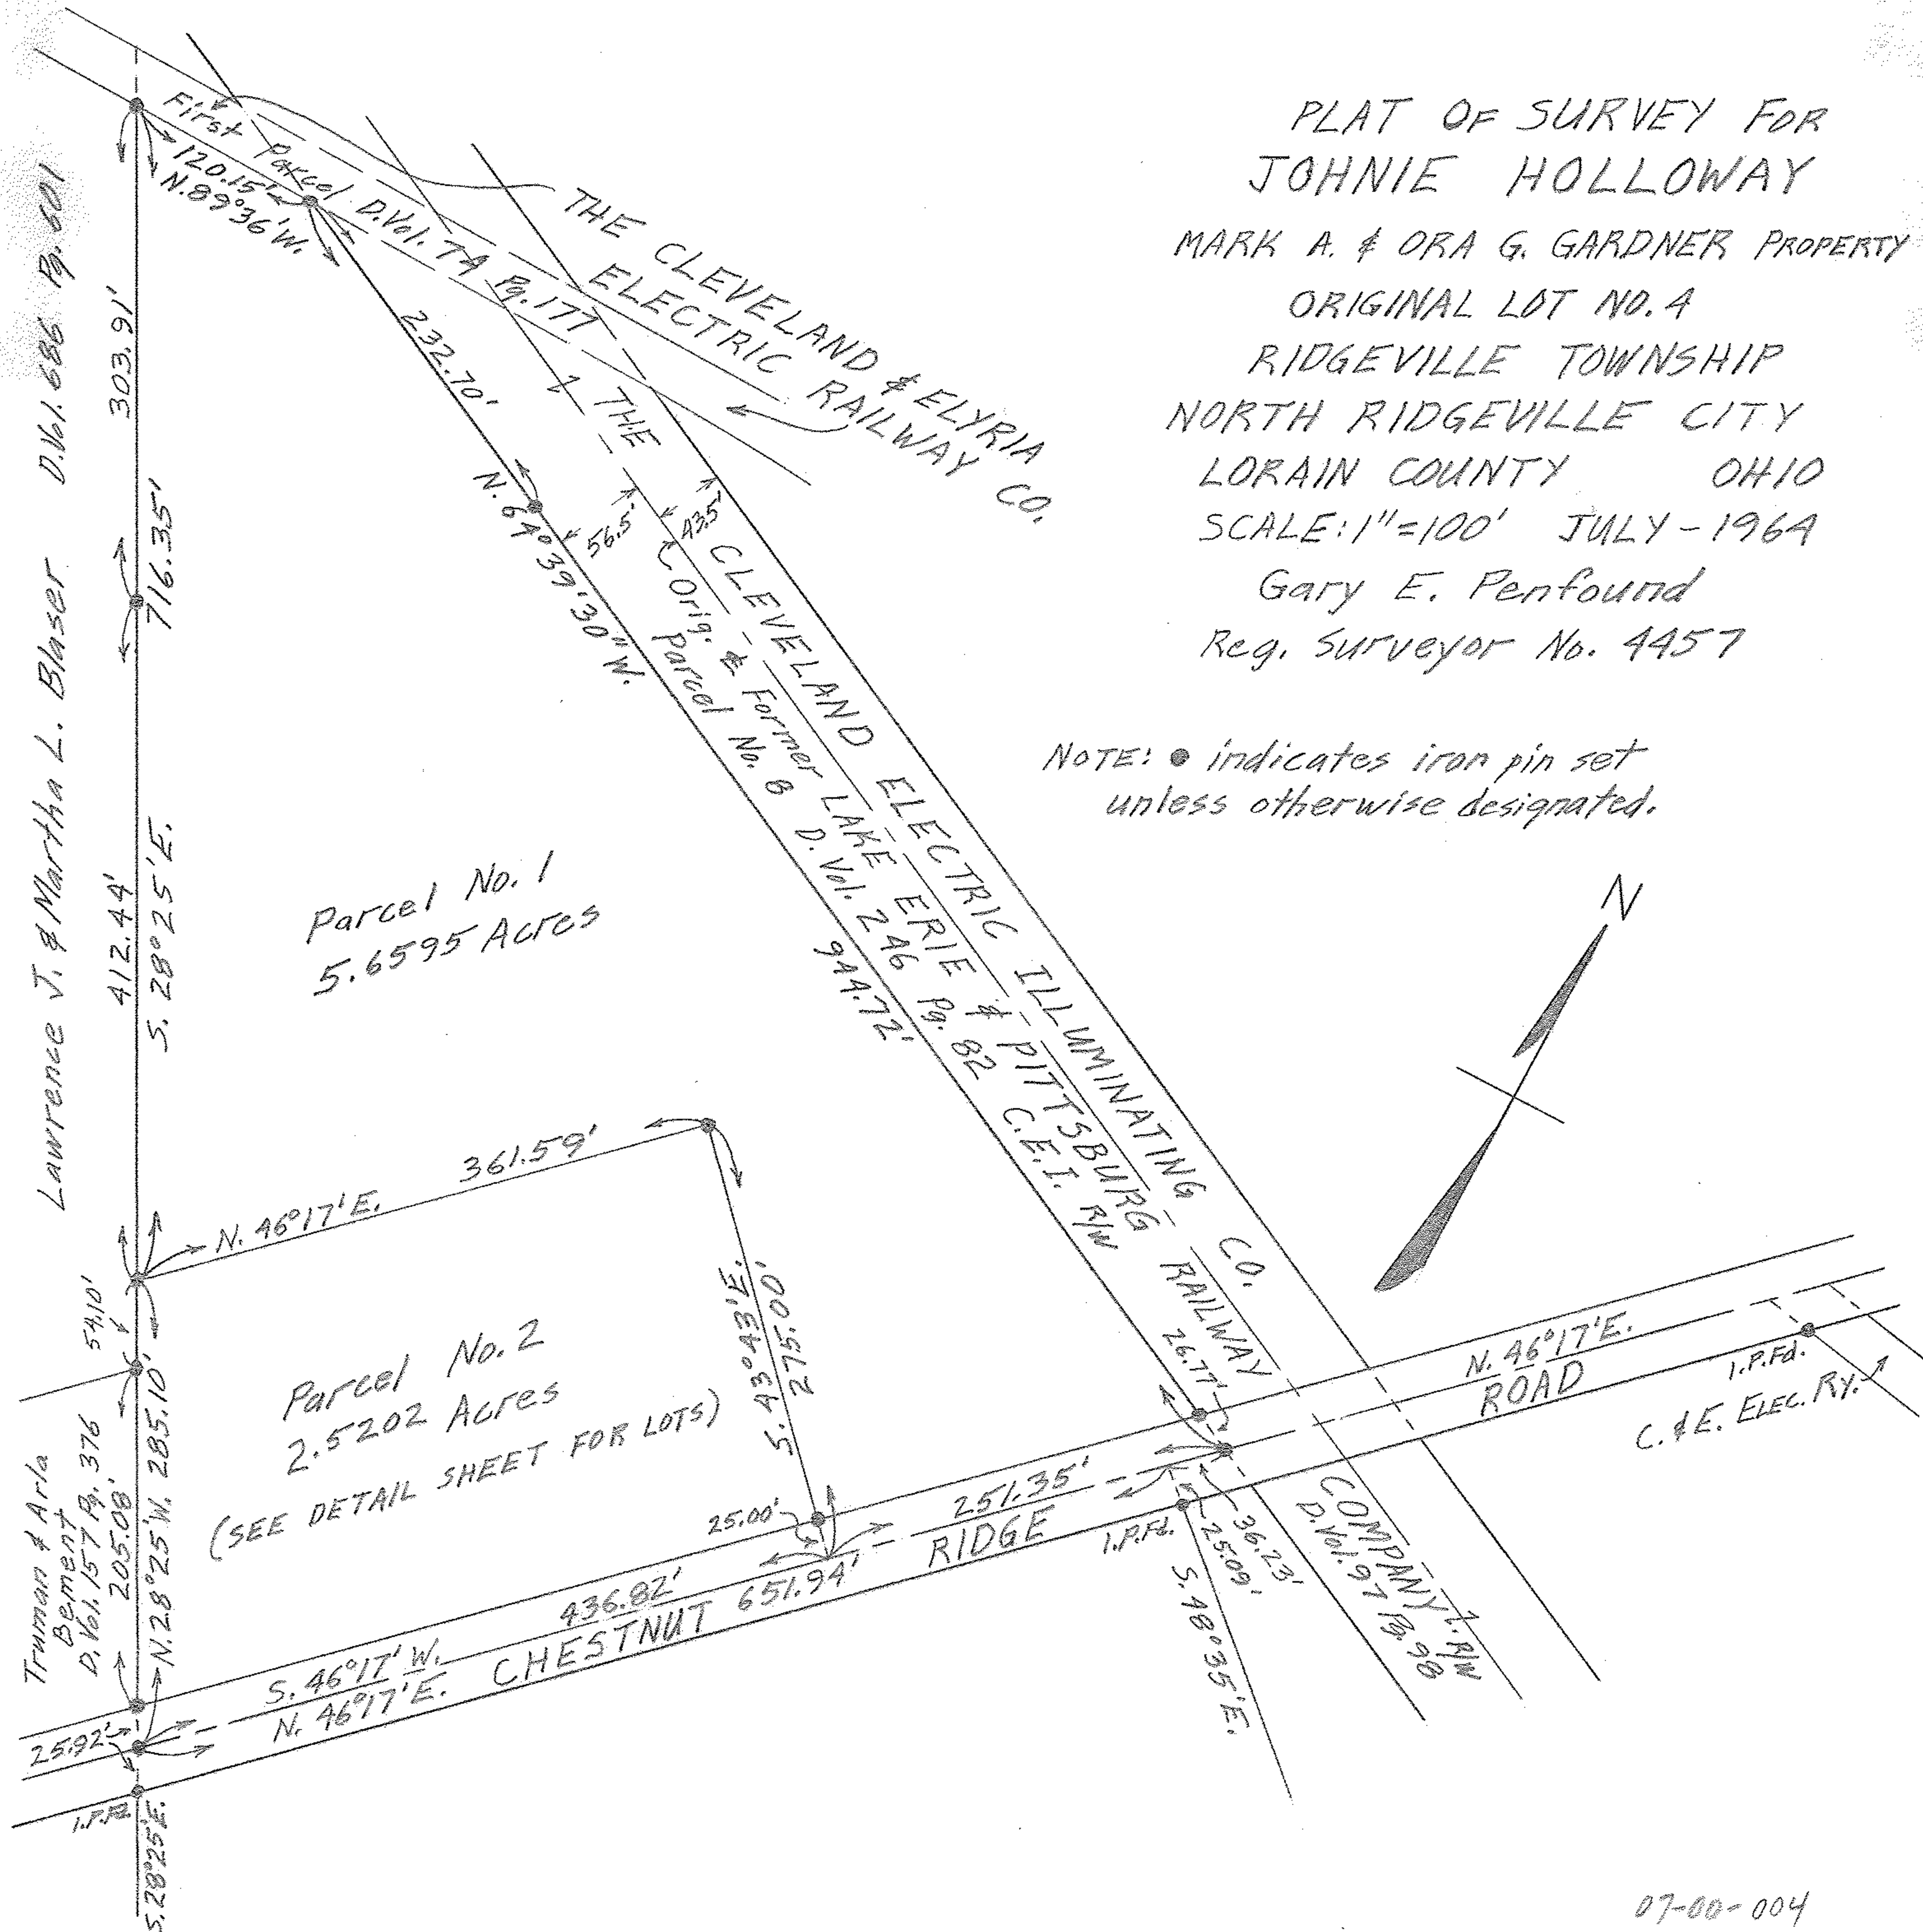 PLAT OF SURVEY FOR
JOHNIE HOLLOWAY
MARK A. & ORA G. GARDNER PROPERTY
ORIGINAL LOT NO. 4
RIDGEVILLE TOWNSHIP
NORTH RIDGEVILLE CITY
LORAIN COUNTY OHIO
SCALE: 1"=100' JULY - 1964
Gary E. Penfound
Reg. Surveyor No. 4457
NOTE: ● indicates iron pin set
unless otherwise designated.
N
First Parcel D.Vol. 74 Pg. 177
120.15'
N.89°36'W.
THE CLEVELAND & ELYRIA
ELECTRIC RAILWAY CO.
Lawrence J. & Martha L. Blaser D.Vol. 686 Pg. 601
303.91'
716.35'
412.44'
S. 28°25'E.
232.70'
N.64°39'30"W.
56.5'
43.5'
THE CLEVELAND ELECTRIC ILLUMINATING CO.
Orig. & Former LAKE ERIE & PITTSBURG RAILWAY
Parcel No. 8 D. Vol. 246 Pg. 82 C.E.I. R/W
944.72'
Parcel No. 1
5.6595 Acres
361.59'
N. 46°17'E.
S. 43°43'E.
275.00'
Parcel No. 2
2.5202 Acres
(SEE DETAIL SHEET FOR LOTS)
54.10'
Truman & Arla
Bement
D.Vol. 157 Pg. 376
205.08'
N.28°25'W. 285.10'
25.00'
26.77'
N. 46°17'E.
I.P.Fd.
C. & E. ELEC. RY.
436.82'
651.94'
251.35'
CHESTNUT RIDGE ROAD
S. 46°17' W.
N. 46°17'E.
I.P.Fd.
25.09'
36.23'
S. 48°35'E.
COMPANY
R/W
D.Vol. 97 Pg. 98
25.92'
I.P.Fd.
S.28°25'E.
07-00-004